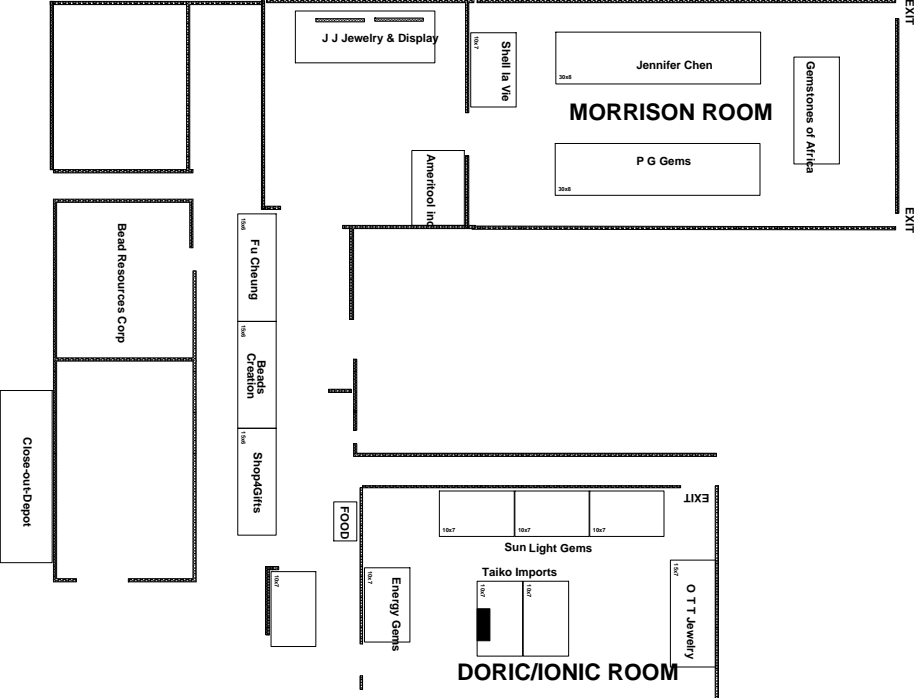 EXIT
J J Jewelry & Display
10x7
Shell la Vie
Jennifer Chen
30x8
Gemstones of Africa
MORRISON ROOM
Ameritool inc
P G Gems
30x8
EXIT
15x6
Fu Cheung
Bead Resources Corp
15x6
Beads
Creation
15x6
Shop4Gifts
Close-out-Depot
FOOD
EXIT
10x7
10x7
10x7
Sun Light Gems
Taiko Imports
10x7
10x7
Energy Gems
10x7
10x7
15x7
O T T Jewelry
DORIC/IONIC ROOM